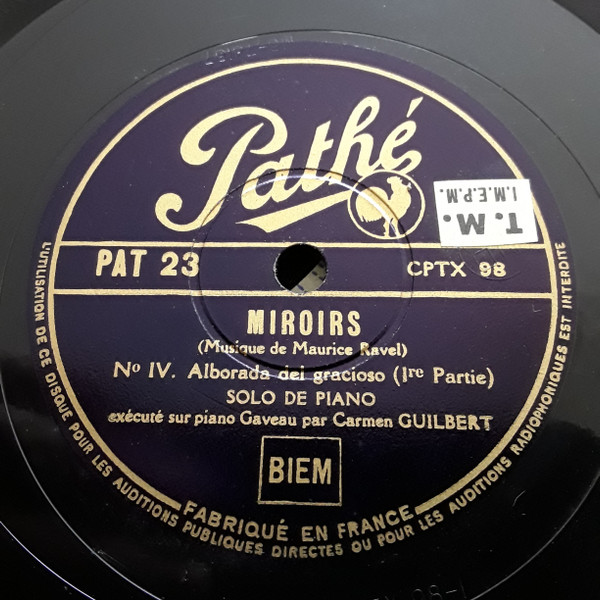 Pathé
T.M.
I.M.E.P.M.
PAT 23
CPTX 98
MIROIRS
(Musique de Maurice Ravel)
Nº IV. Alborada del gracioso (1re Partie)
SOLO DE PIANO
exécuté sur piano Gaveau par Carmen GUILBERT
BIEM
FABRIQUÉ EN FRANCE
L'UTILISATION DE CE DISQUE POUR LES AUDITIONS PUBLIQUES DIRECTES OU POUR LES AUDITIONS RADIOPHONIQUES EST INTERDITE